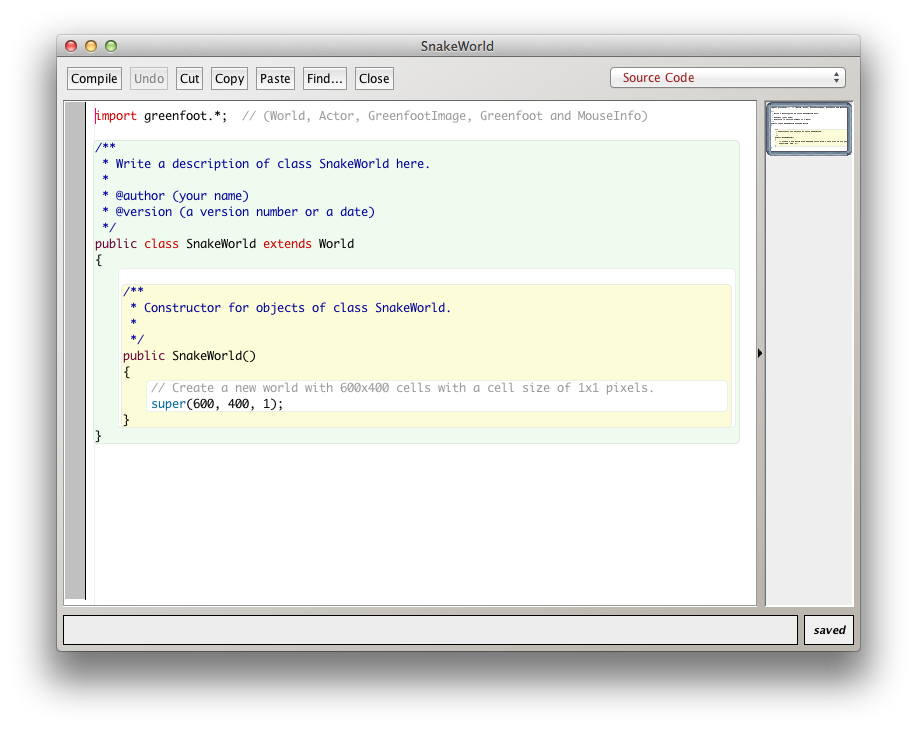 SnakeWorld
Compile Undo Cut Copy Paste Find... Close Source Code
import greenfoot.*;  // (World, Actor, GreenfootImage, Greenfoot and MouseInfo)
/**
 * Write a description of class SnakeWorld here.
 *
 * @author (your name)
 * @version (a version number or a date)
 */
public class SnakeWorld extends World
{
    /**
     * Constructor for objects of class SnakeWorld.
     *
     */
    public SnakeWorld()
    {
        // Create a new world with 600x400 cells with a cell size of 1x1 pixels.
        super(600, 400, 1);
    }
}
saved